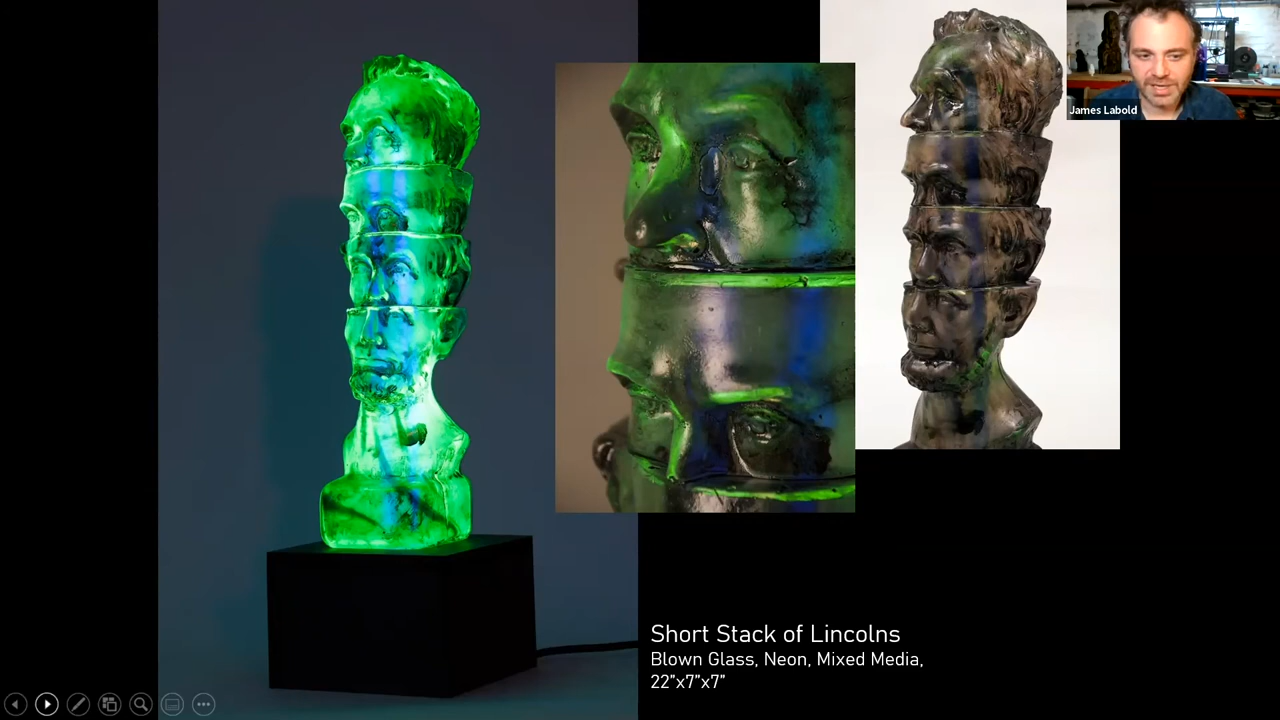 James Labold
Short Stack of Lincolns
Blown Glass, Neon, Mixed Media,
22”x7”x7”